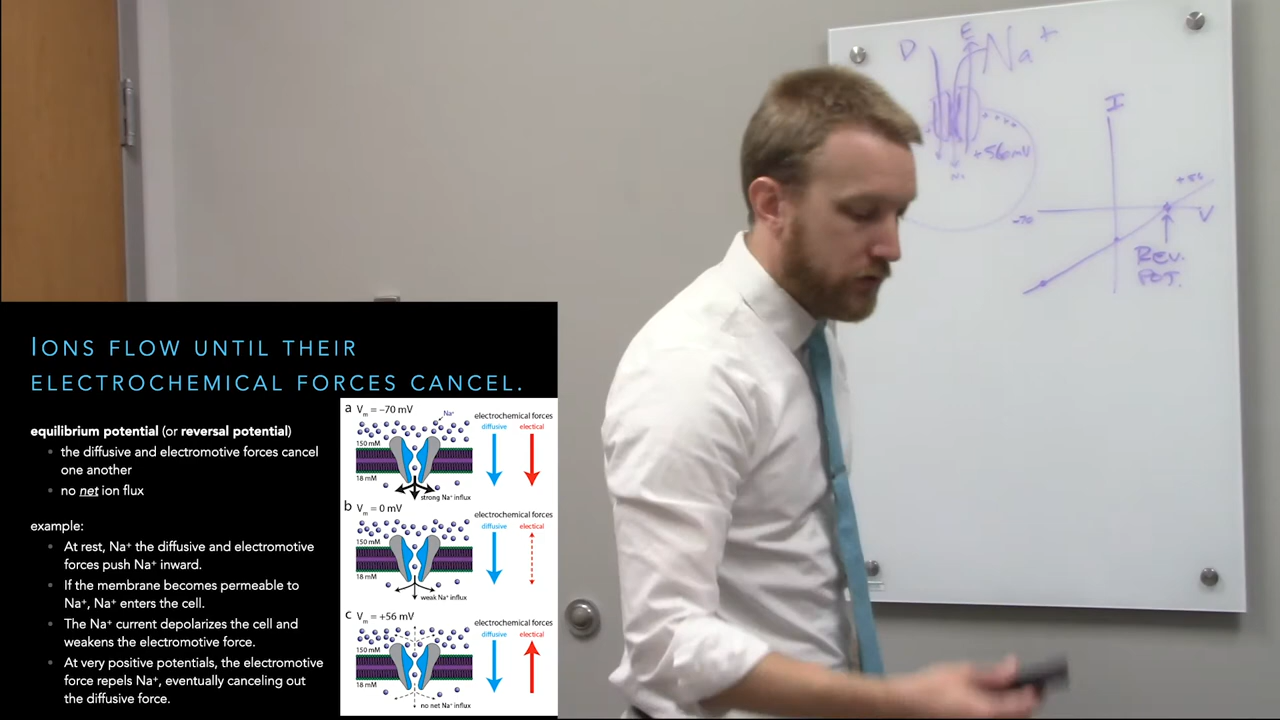 IONS FLOW UNTIL THEIR
ELECTROCHEMICAL FORCES CANCEL.
equilibrium potential (or reversal potential)
the diffusive and electromotive forces cancel
one another
no net ion flux
example:
At rest, Na⁺ the diffusive and electromotive
forces push Na⁺ inward.
If the membrane becomes permeable to
Na⁺, Na⁺ enters the cell.
The Na⁺ current depolarizes the cell and
weakens the electromotive force.
At very positive potentials, the electromotive
force repels Na⁺, eventually canceling out
the diffusive force.
a Vm = –70 mV
Na⁺
electrochemical forces
diffusive electical
150 mM
18 mM
strong Na⁺ influx
b Vm = 0 mV
electrochemical forces
diffusive electical
150 mM
18 mM
weak Na⁺ influx
c Vm = +56 mV
electrochemical forces
diffusive electical
150 mM
18 mM
no net Na⁺ influx
D E Na⁺
+ + + +
+56mV
Na
I
+56
-70 V
REV.
POT.